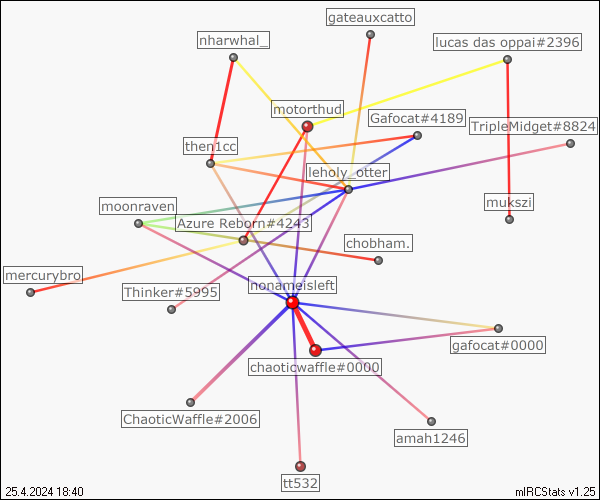 gateauxcatto
nharwhal_
lucas das oppai#2396
motorthud
Gafocat#4189
TripleMidget#8824
then1cc
leholy_otter
moonraven
mukszi
Azure Reborn#4243
chobham.
mercurybro
nonameisleft
Thinker#5995
gafocat#0000
chaoticwaffle#0000
ChaoticWaffle#2006
amah1246
tt532
25.4.2024 18:40
mIRCStats v1.25